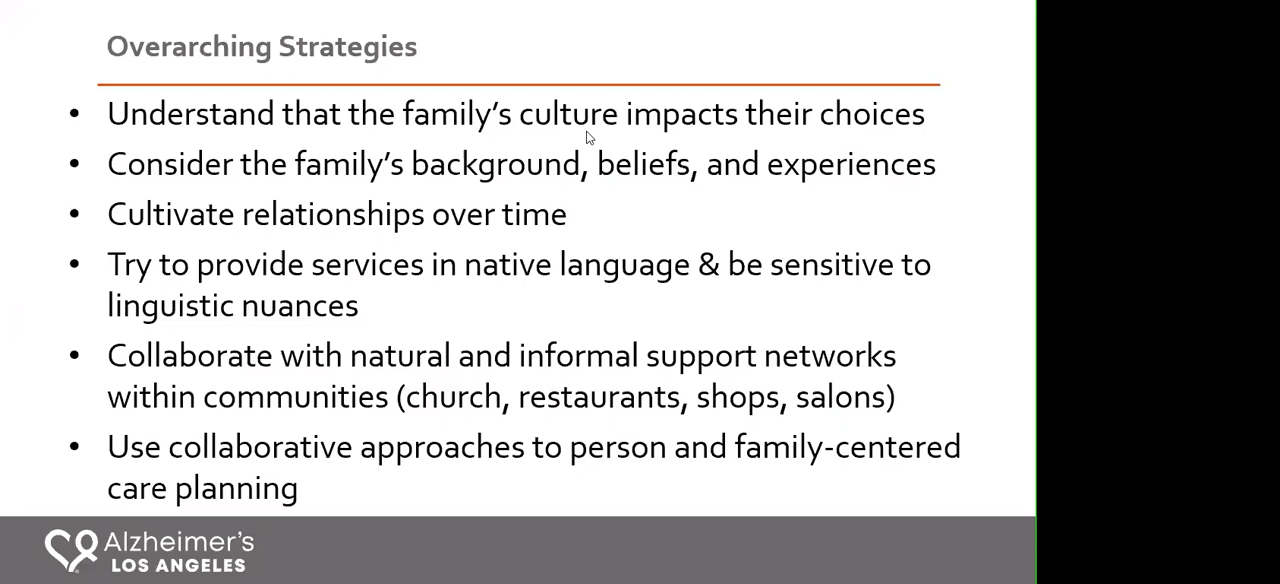 Overarching Strategies
• Understand that the family's culture impacts their choices
• Consider the family's background, beliefs, and experiences
• Cultivate relationships over time
• Try to provide services in native language & be sensitive to
linguistic nuances
• Collaborate with natural and informal support networks
within communities (church, restaurants, shops, salons)
• Use collaborative approaches to person and family-centered
care planning
Alzheimer's
LOS ANGELES